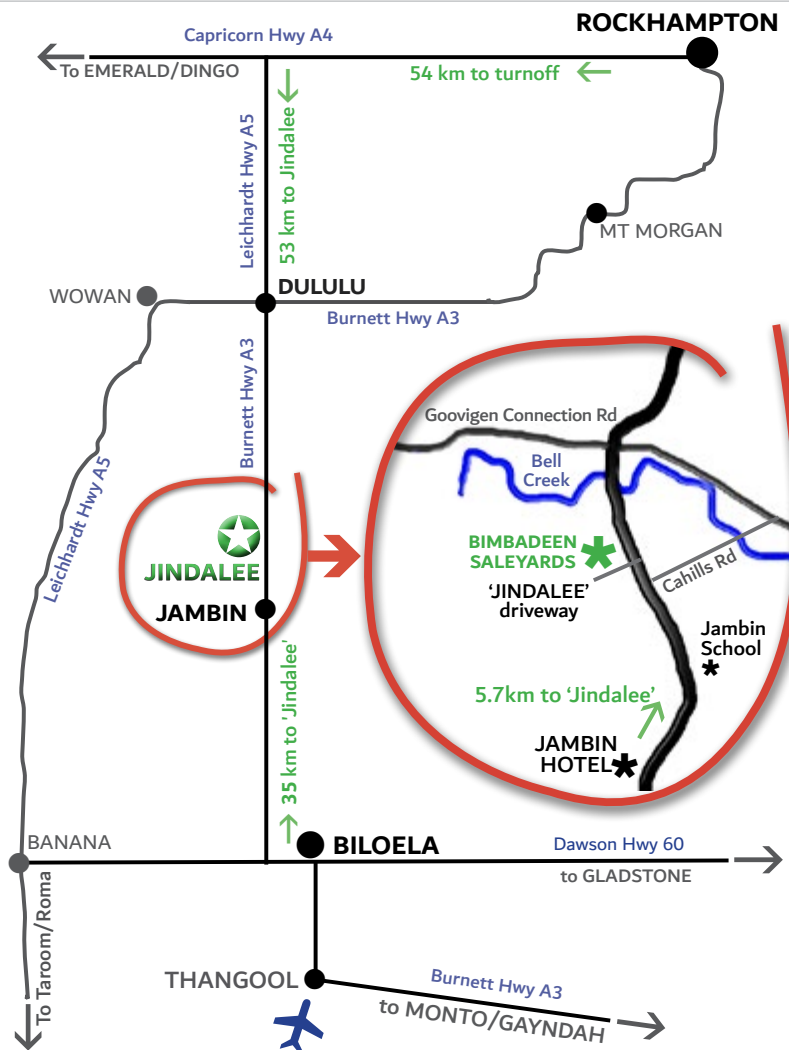 ROCKHAMPTON
Capricorn Hwy A4
To EMERALD/DINGO
54 km to turnoff
Leichhardt Hwy A5
53 km to Jindalee
MT MORGAN
WOWAN
DULULU
Burnett Hwy A3
Burnett Hwy A3
Leichhardt Hwy A5
Goovigen Connection Rd
Bell
Creek
BIMBADEEN
SALEYARDS
'JINDALEE'
driveway
Cahills Rd
JINDALEE
JAMBIN
Jambin
School
5.7km to ‘Jindalee’
JAMBIN
HOTEL
35 km to 'Jindalee'
BANANA
BILOELA
Dawson Hwy 60
to GLADSTONE
To Taroom/Roma
THANGOOL
Burnett Hwy A3
to MONTO/GAYNDAH